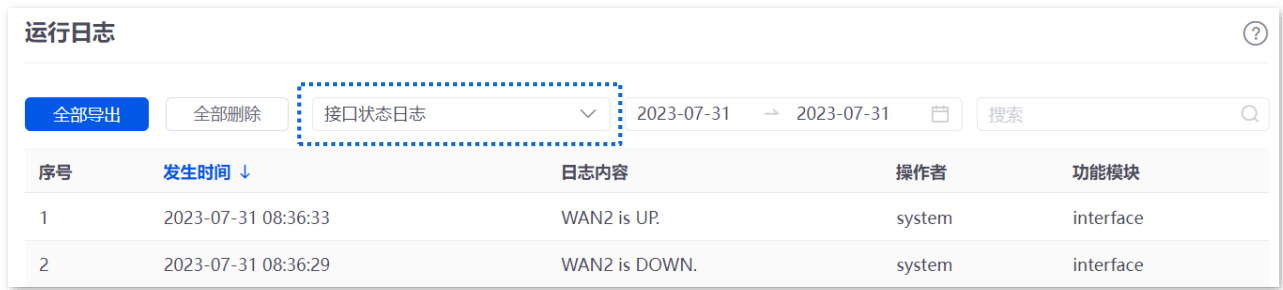 运行日志
全部导出 全部删除 接口状态日志 2023-07-31 → 2023-07-31 搜索
序号 发生时间 ↓ 日志内容 操作者 功能模块
1 2023-07-31 08:36:33 WAN2 is UP. system interface
2 2023-07-31 08:36:29 WAN2 is DOWN. system interface